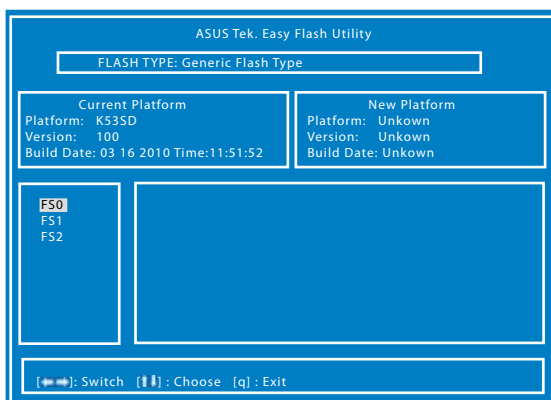 ASUS Tek. Easy Flash Utility
FLASH TYPE: Generic Flash Type
Current Platform
Platform: K53SD
Version: 100
Build Date: 03 16 2010 Time:11:51:52
New Platform
Platform: Unkown
Version: Unkown
Build Date: Unkown
FS0
FS1
FS2
[←→]: Switch [↑↓] : Choose [q] : Exit